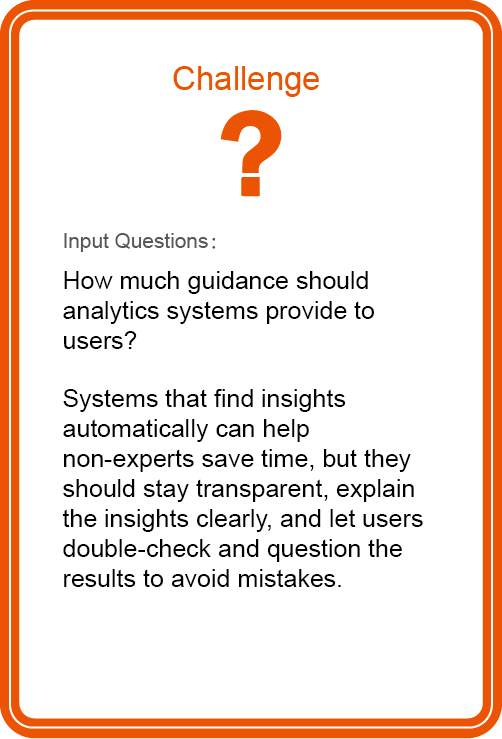 Challenge
?
Input Questions：
How much guidance should
analytics systems provide to
users?
Systems that find insights
automatically can help
non-experts save time, but they
should stay transparent, explain
the insights clearly, and let users
double-check and question the
results to avoid mistakes.